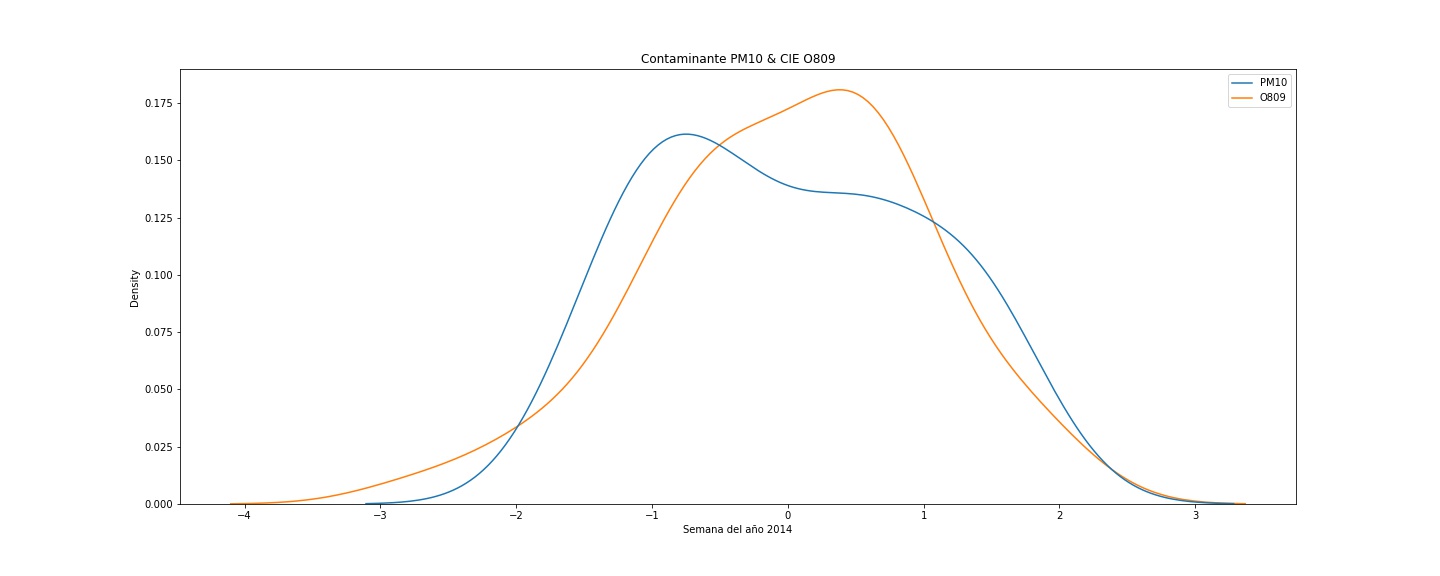 Contaminante PM10 & CIE O809
PM10
O809
0.175
0.150
0.125
0.100
0.075
0.050
0.025
0.000
Density
−4 −3 −2 −1 0 1 2 3
Semana del año 2014